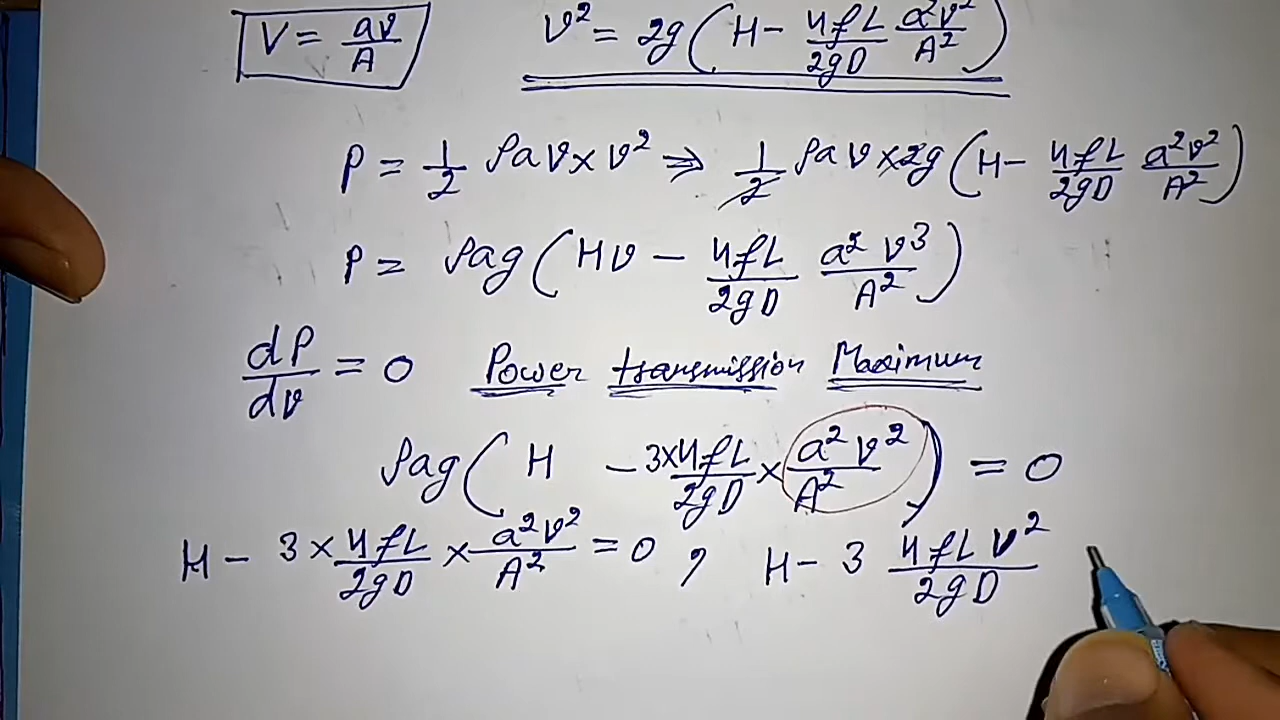 V = av/A    v² = 2g(H - 4fL/2gD a²v²/A²)
P = 1/2 ρav × v² ⇒ 1/2 ρav × 2g(H - 4fL/2gD a²v²/A²)
P = ρag(Hv - 4fL/2gD a²v³/A²)
dP/dv = 0 Power transmission Maximum
ρag(H - 3×4fL/2gD × a²v²/A²) = 0
H - 3 × 4fL/2gD × a²v²/A² = 0 , H - 3 4fLV²/2gD